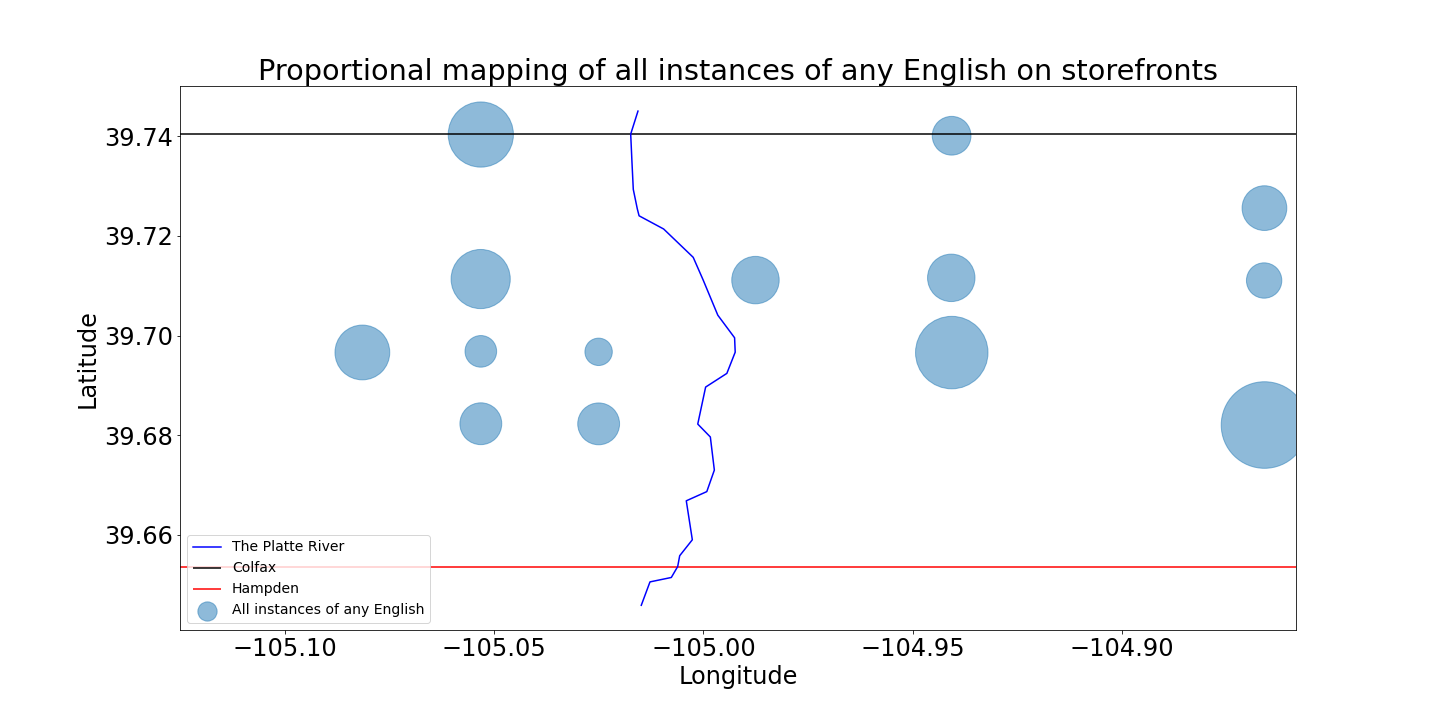 Proportional mapping of all instances of any English on storefronts
Latitude
39.74
39.72
39.70
39.68
39.66
The Platte River
Colfax
Hampden
All instances of any English
−105.10 −105.05 −105.00 −104.95 −104.90
Longitude